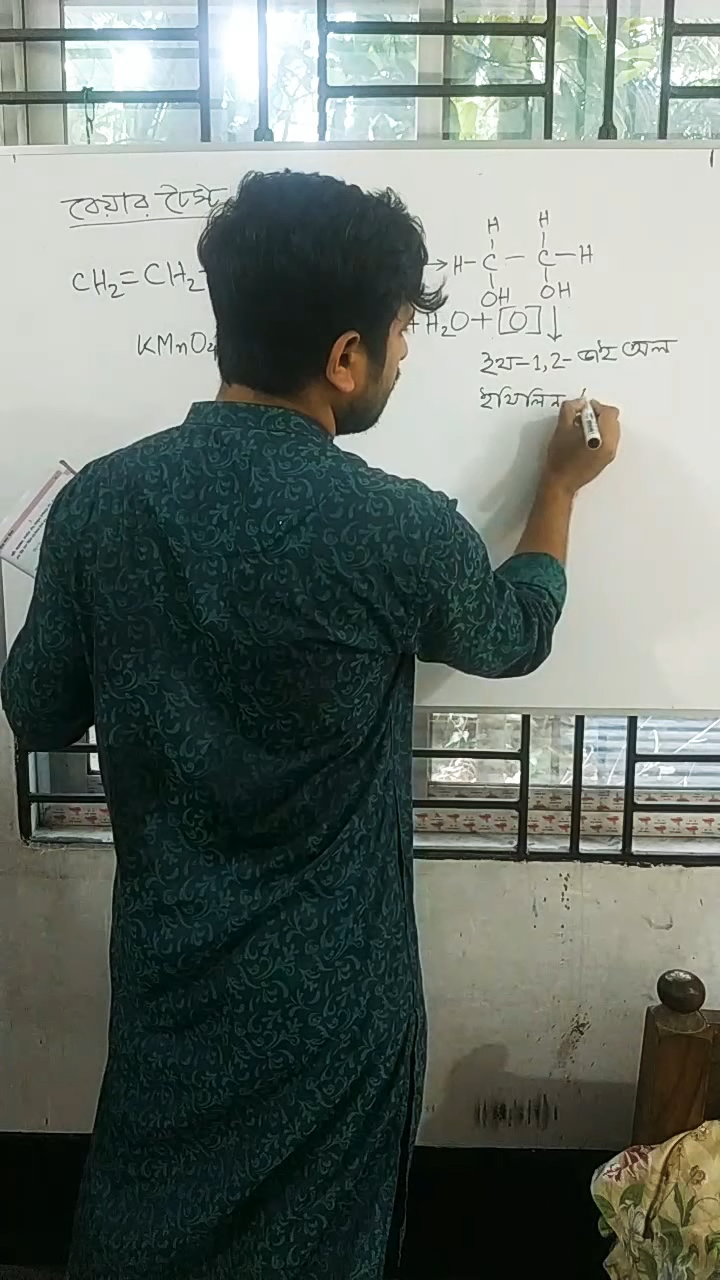 বেয়ার টেস্ট
H H
CH₂=CH₂ → H-C-C-H
OH OH
KMnO₄ +H₂O+[O] ↓
ইথ-1,2-ডাই অল
ইথিলিন